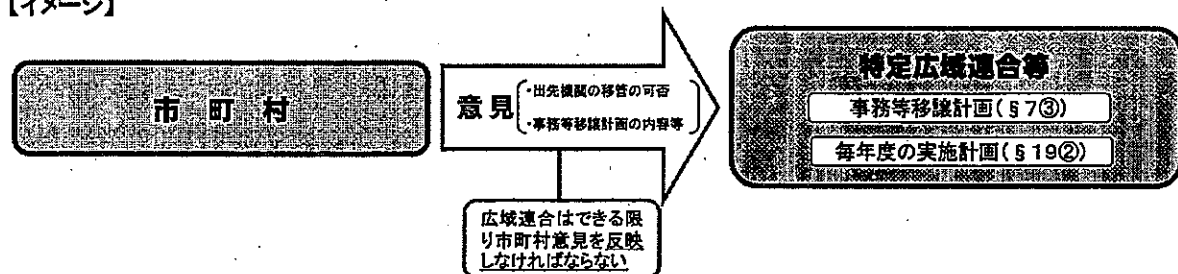 【イメージ】
市 町 村
意見
・出先機関の移管の可否
・事務等移譲計画の内容等
特定広域連合等
事務等移譲計画(§7③)
毎年度の実施計画(§19②)
広域連合はできる限
り市町村意見を反映
しなければならない